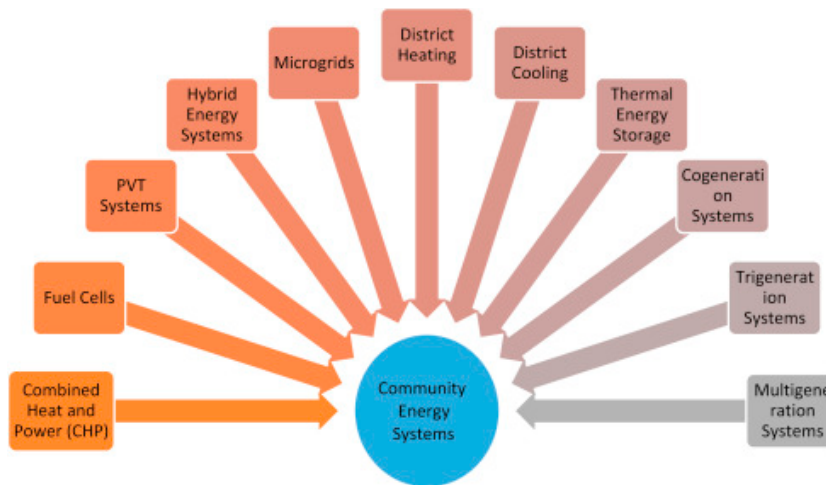 District
Heating
Microgrids
District
Cooling
Hybrid
Energy
Systems
Thermal
Energy
Storage
PVT
Systems
Cogenerati
on Systems
Fuel Cells
Trigenerat
ion Systems
Combined
Heat and
Power (CHP)
Community
Energy
Systems
Multigene
ration Systems